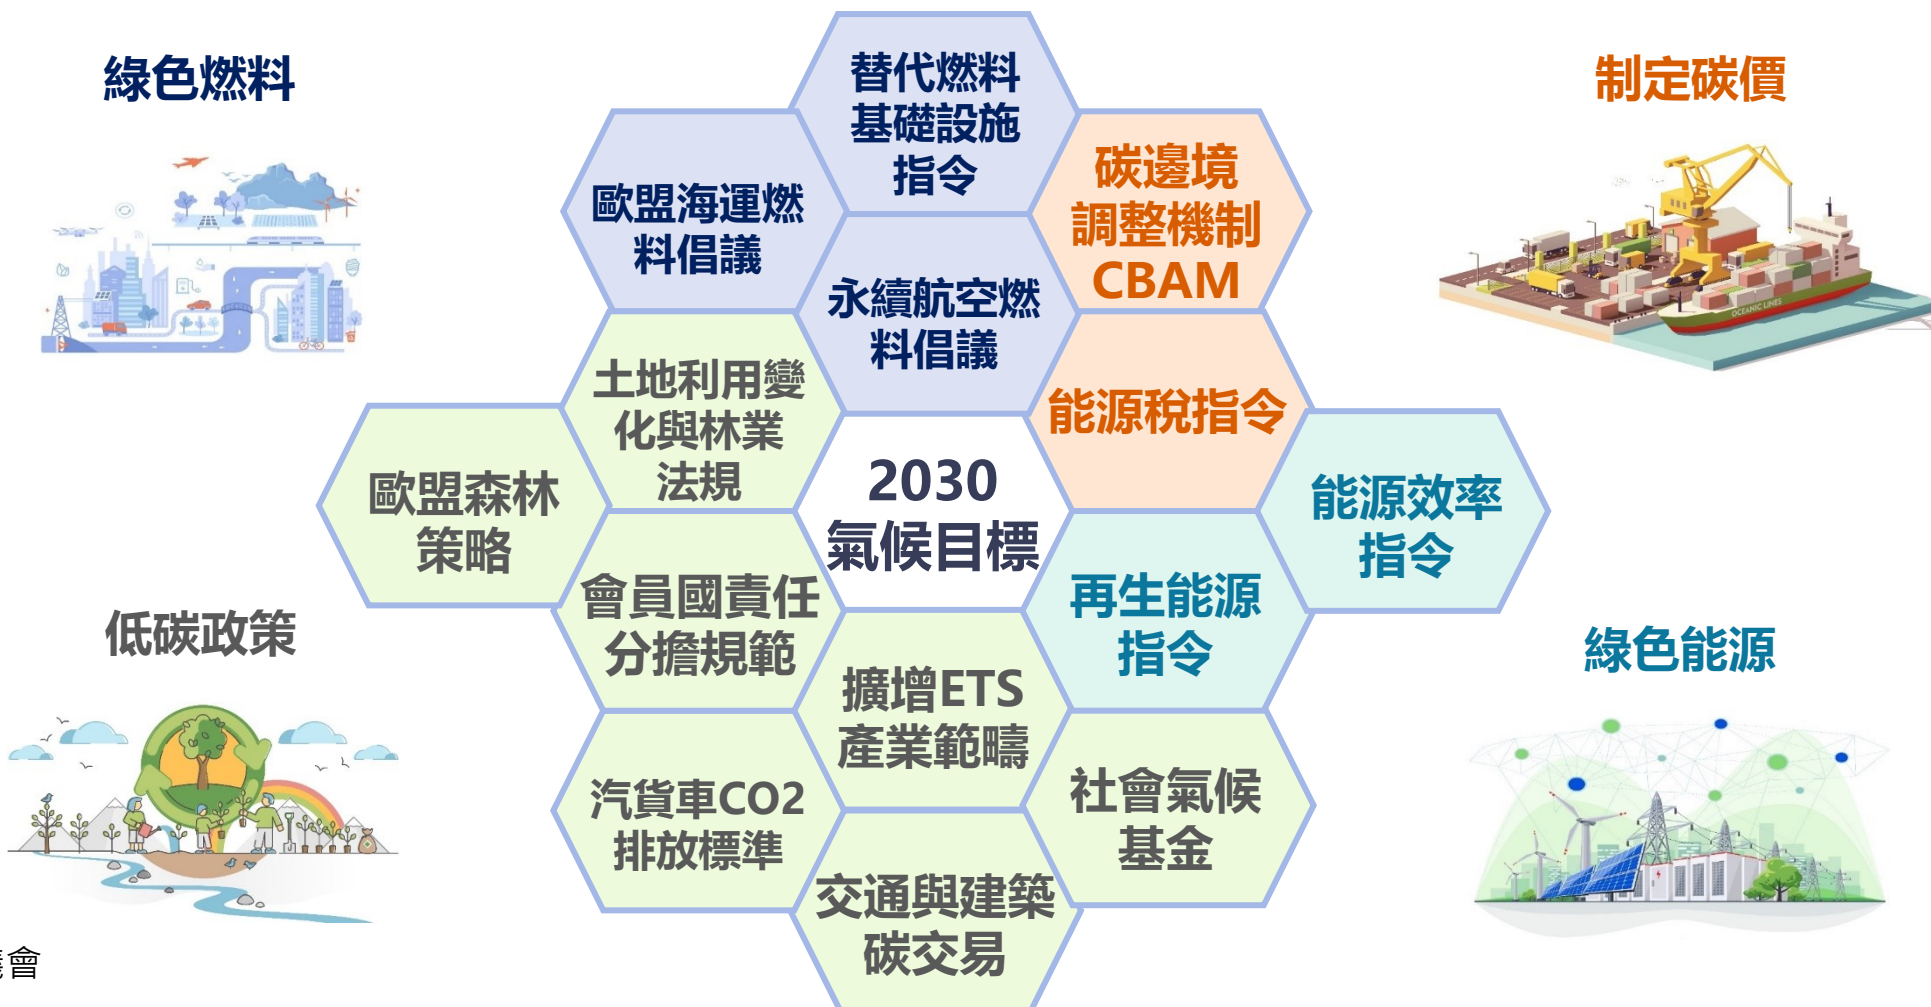 綠色燃料
替代燃料
基礎設施
指令
制定碳價
歐盟海運燃
料倡議
碳邊境
調整機制
CBAM
永續航空燃
料倡議
OCEANIC LINES
土地利用變
化與林業
法規
能源稅指令
歐盟森林
策略
2030
氣候目標
能源效率
指令
會員國責任
分擔規範
再生能源
指令
低碳政策
綠色能源
擴增ETS
產業範疇
汽貨車CO2
排放標準
社會氣候
基金
交通與建築
碳交易
會